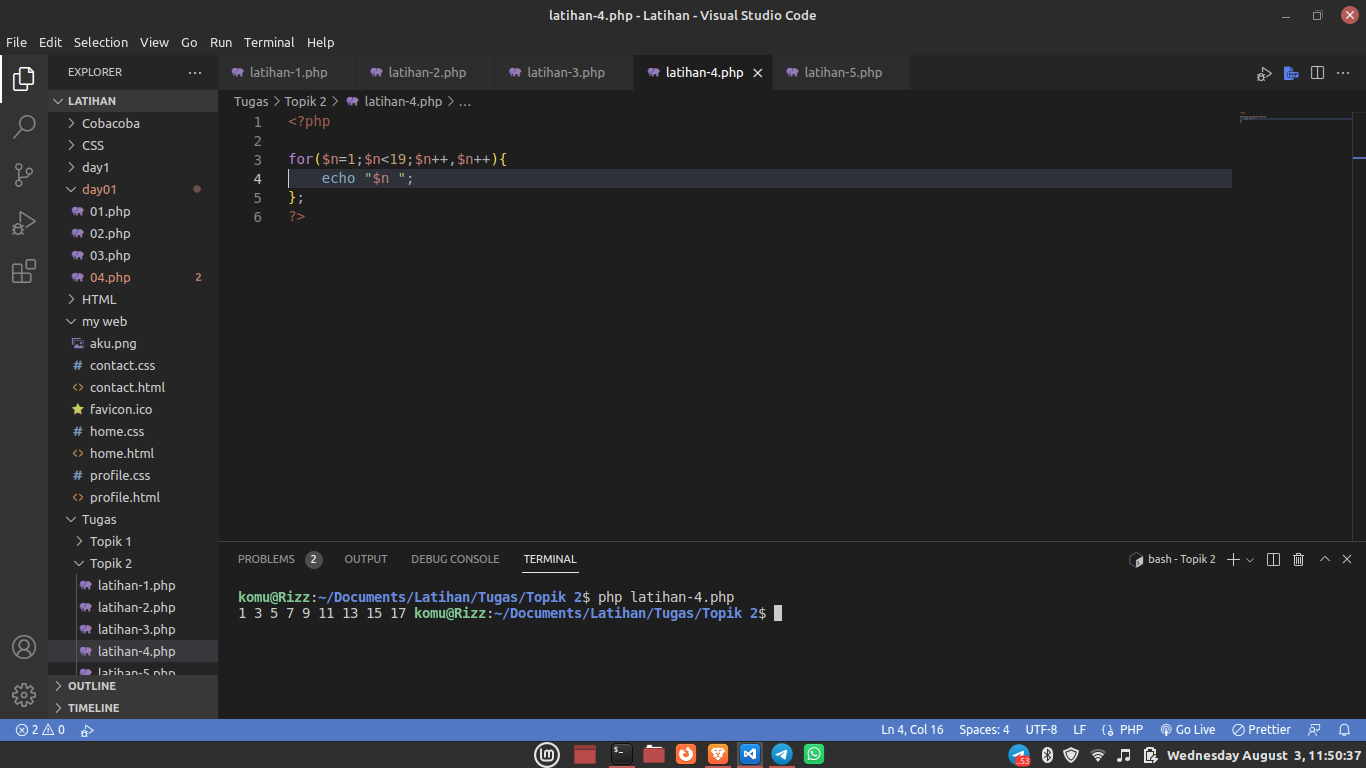 latihan-4.php - Latihan - Visual Studio Code
File Edit Selection View Go Run Terminal Help
EXPLORER
latihan-1.php latihan-2.php latihan-3.php latihan-4.php latihan-5.php
LATIHAN
Cobacoba
CSS
day1
day01
01.php
02.php
03.php
04.php 2
HTML
my web
aku.png
contact.css
contact.html
favicon.ico
home.css
home.html
profile.css
profile.html
Tugas
Topik 1
Topik 2
latihan-1.php
latihan-2.php
latihan-3.php
latihan-4.php
latihan-5.php
OUTLINE
TIMELINE
Tugas > Topik 2 > latihan-4.php > ...
1 <?php
2
3 for($n=1;$n<19;$n++,$n++){
4     echo "$n ";
5 };
6 ?>
PROBLEMS 2 OUTPUT DEBUG CONSOLE TERMINAL
bash - Topik 2
komu@Rizz:~/Documents/Latihan/Tugas/Topik 2$ php latihan-4.php
1 3 5 7 9 11 13 15 17 komu@Rizz:~/Documents/Latihan/Tugas/Topik 2$
2 0
Ln 4, Col 16 Spaces: 4 UTF-8 LF PHP Go Live Prettier
53
Wednesday August 3, 11:50:37